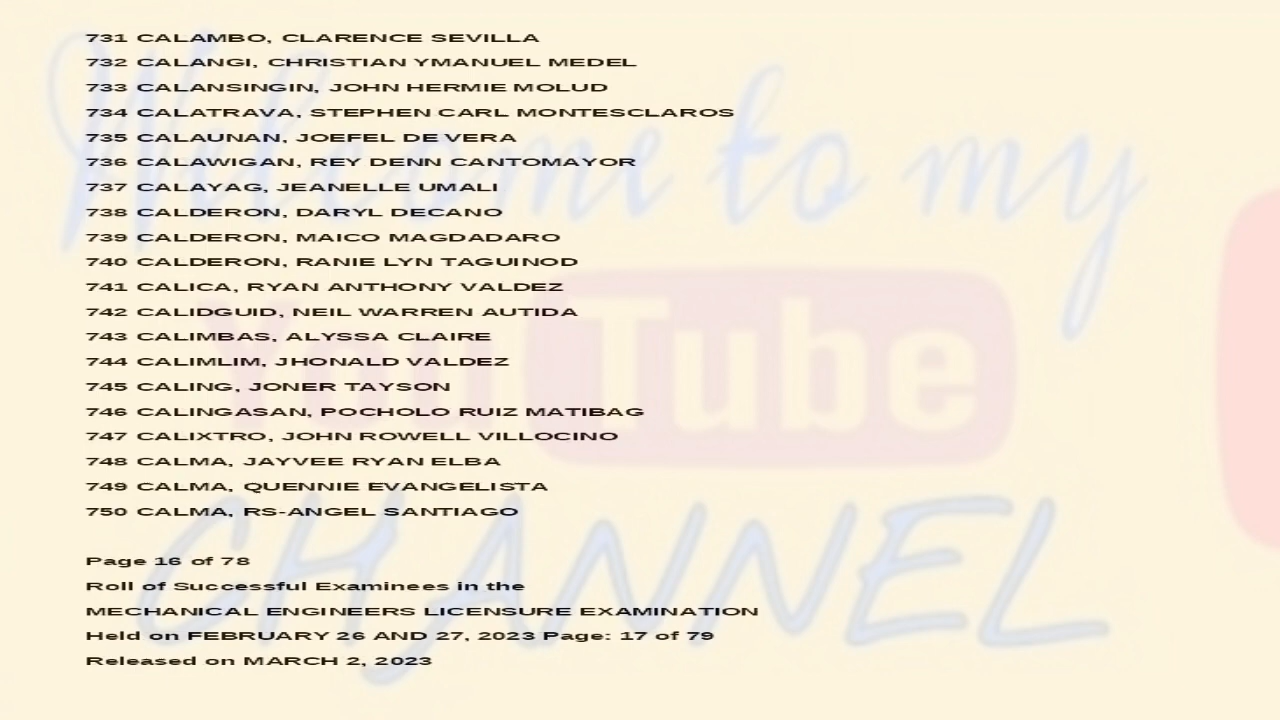 731 CALAMBO, CLARENCE SEVILLA
732 CALANGI, CHRISTIAN YMANUEL MEDEL
733 CALANSINGIN, JOHN HERMIE MOLUD
734 CALATRAVA, STEPHEN CARL MONTESCLAROS
735 CALAUNAN, JOEFEL DE VERA
736 CALAWIGAN, REY DENN CANTOMAYOR
737 CALAYAG, JEANELLE UMALI
738 CALDERON, DARYL DECANO
739 CALDERON, MAICO MAGDADARO
740 CALDERON, RANIE LYN TAGUINOD
741 CALICA, RYAN ANTHONY VALDEZ
742 CALIDGUID, NEIL WARREN AUTIDA
743 CALIMBAS, ALYSSA CLAIRE
744 CALIMLIM, JHONALD VALDEZ
745 CALING, JONER TAYSON
746 CALINGASAN, POCHOLO RUIZ MATIBAG
747 CALIXTRO, JOHN ROWELL VILLOCINO
748 CALMA, JAYVEE RYAN ELBA
749 CALMA, QUENNIE EVANGELISTA
750 CALMA, RS-ANGEL SANTIAGO
Page 16 of 78
Roll of Successful Examinees in the
MECHANICAL ENGINEERS LICENSURE EXAMINATION
Held on FEBRUARY 26 AND 27, 2023 Page: 17 of 79
Released on MARCH 2, 2023
Welcome to my
YouTube
CHANNEL